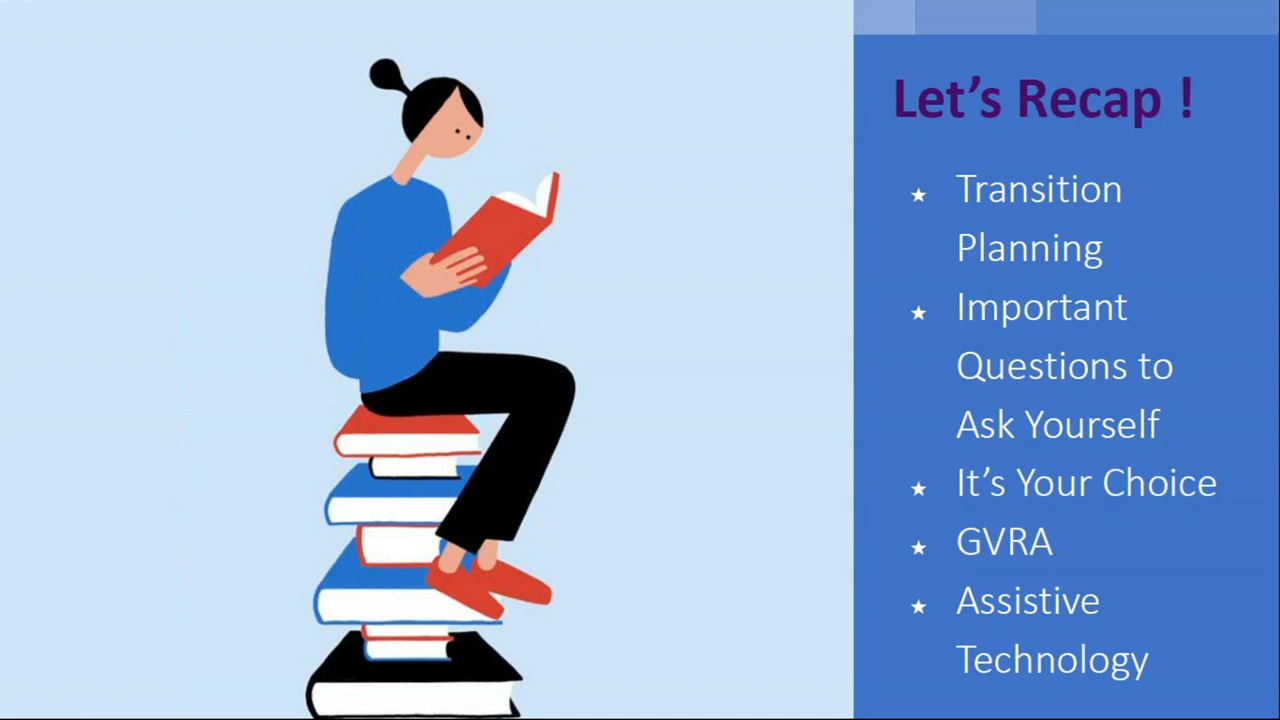 Let's Recap !
★ Transition
Planning
★ Important
Questions to
Ask Yourself
★ It's Your Choice
★ GVRA
★ Assistive
Technology